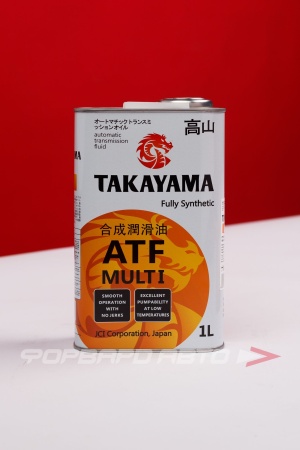 オートマチックトランスミ
ッションオイル
automatic
transmission
fluid
高山
TAKAYAMA
Fully Synthetic
合成潤滑油
ATF
MULTI
SMOOTH
OPERATION
WITH
NO JERKS
EXCELLENT
PUMPABILITY
AT LOW
TEMPERATURES
1L
JCI Corporation, Japan
ФОРВАРД АВТО